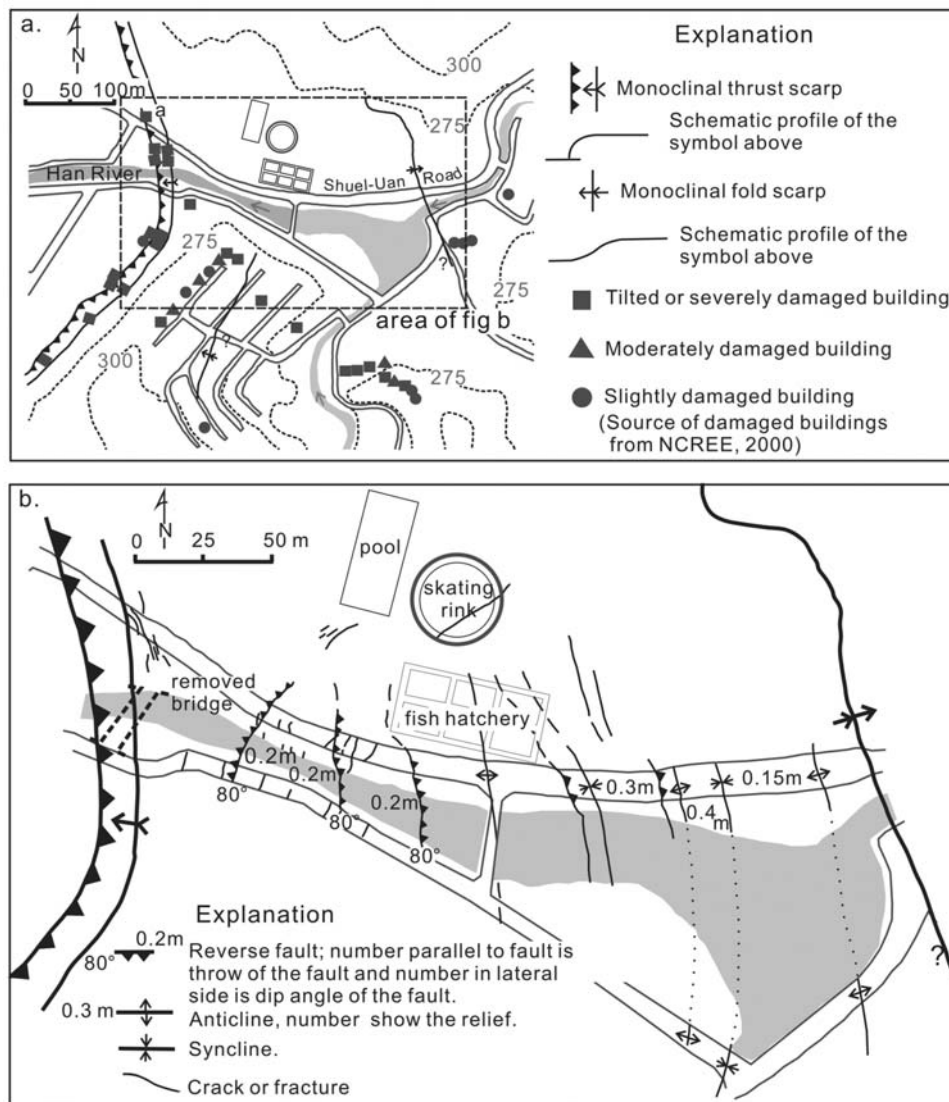 a.
N
0 50 100m
a
300
275
Han River
Shuel-Uan Road
275
?
275
area of fig b
?
300
275
Explanation
Monoclinal thrust scarp
Schematic profile of the
symbol above
Monoclinal fold scarp
Schematic profile of the
symbol above
Tilted or severely damaged building
Moderately damaged building
Slightly damaged building
(Source of damaged buildings
from NCREE, 2000)
b.
N
0 25 50 m
pool
skating
rink
removed
bridge
fish hatchery
0.2m
0.2m
0.2m
0.3m
0.4
m
0.15m
80°
80°
80°
?
Explanation
0.2m
80°
Reverse fault; number parallel to fault is
throw of the fault and number in lateral
side is dip angle of the fault.
0.3 m
Anticline, number show the relief.
Syncline.
Crack or fracture